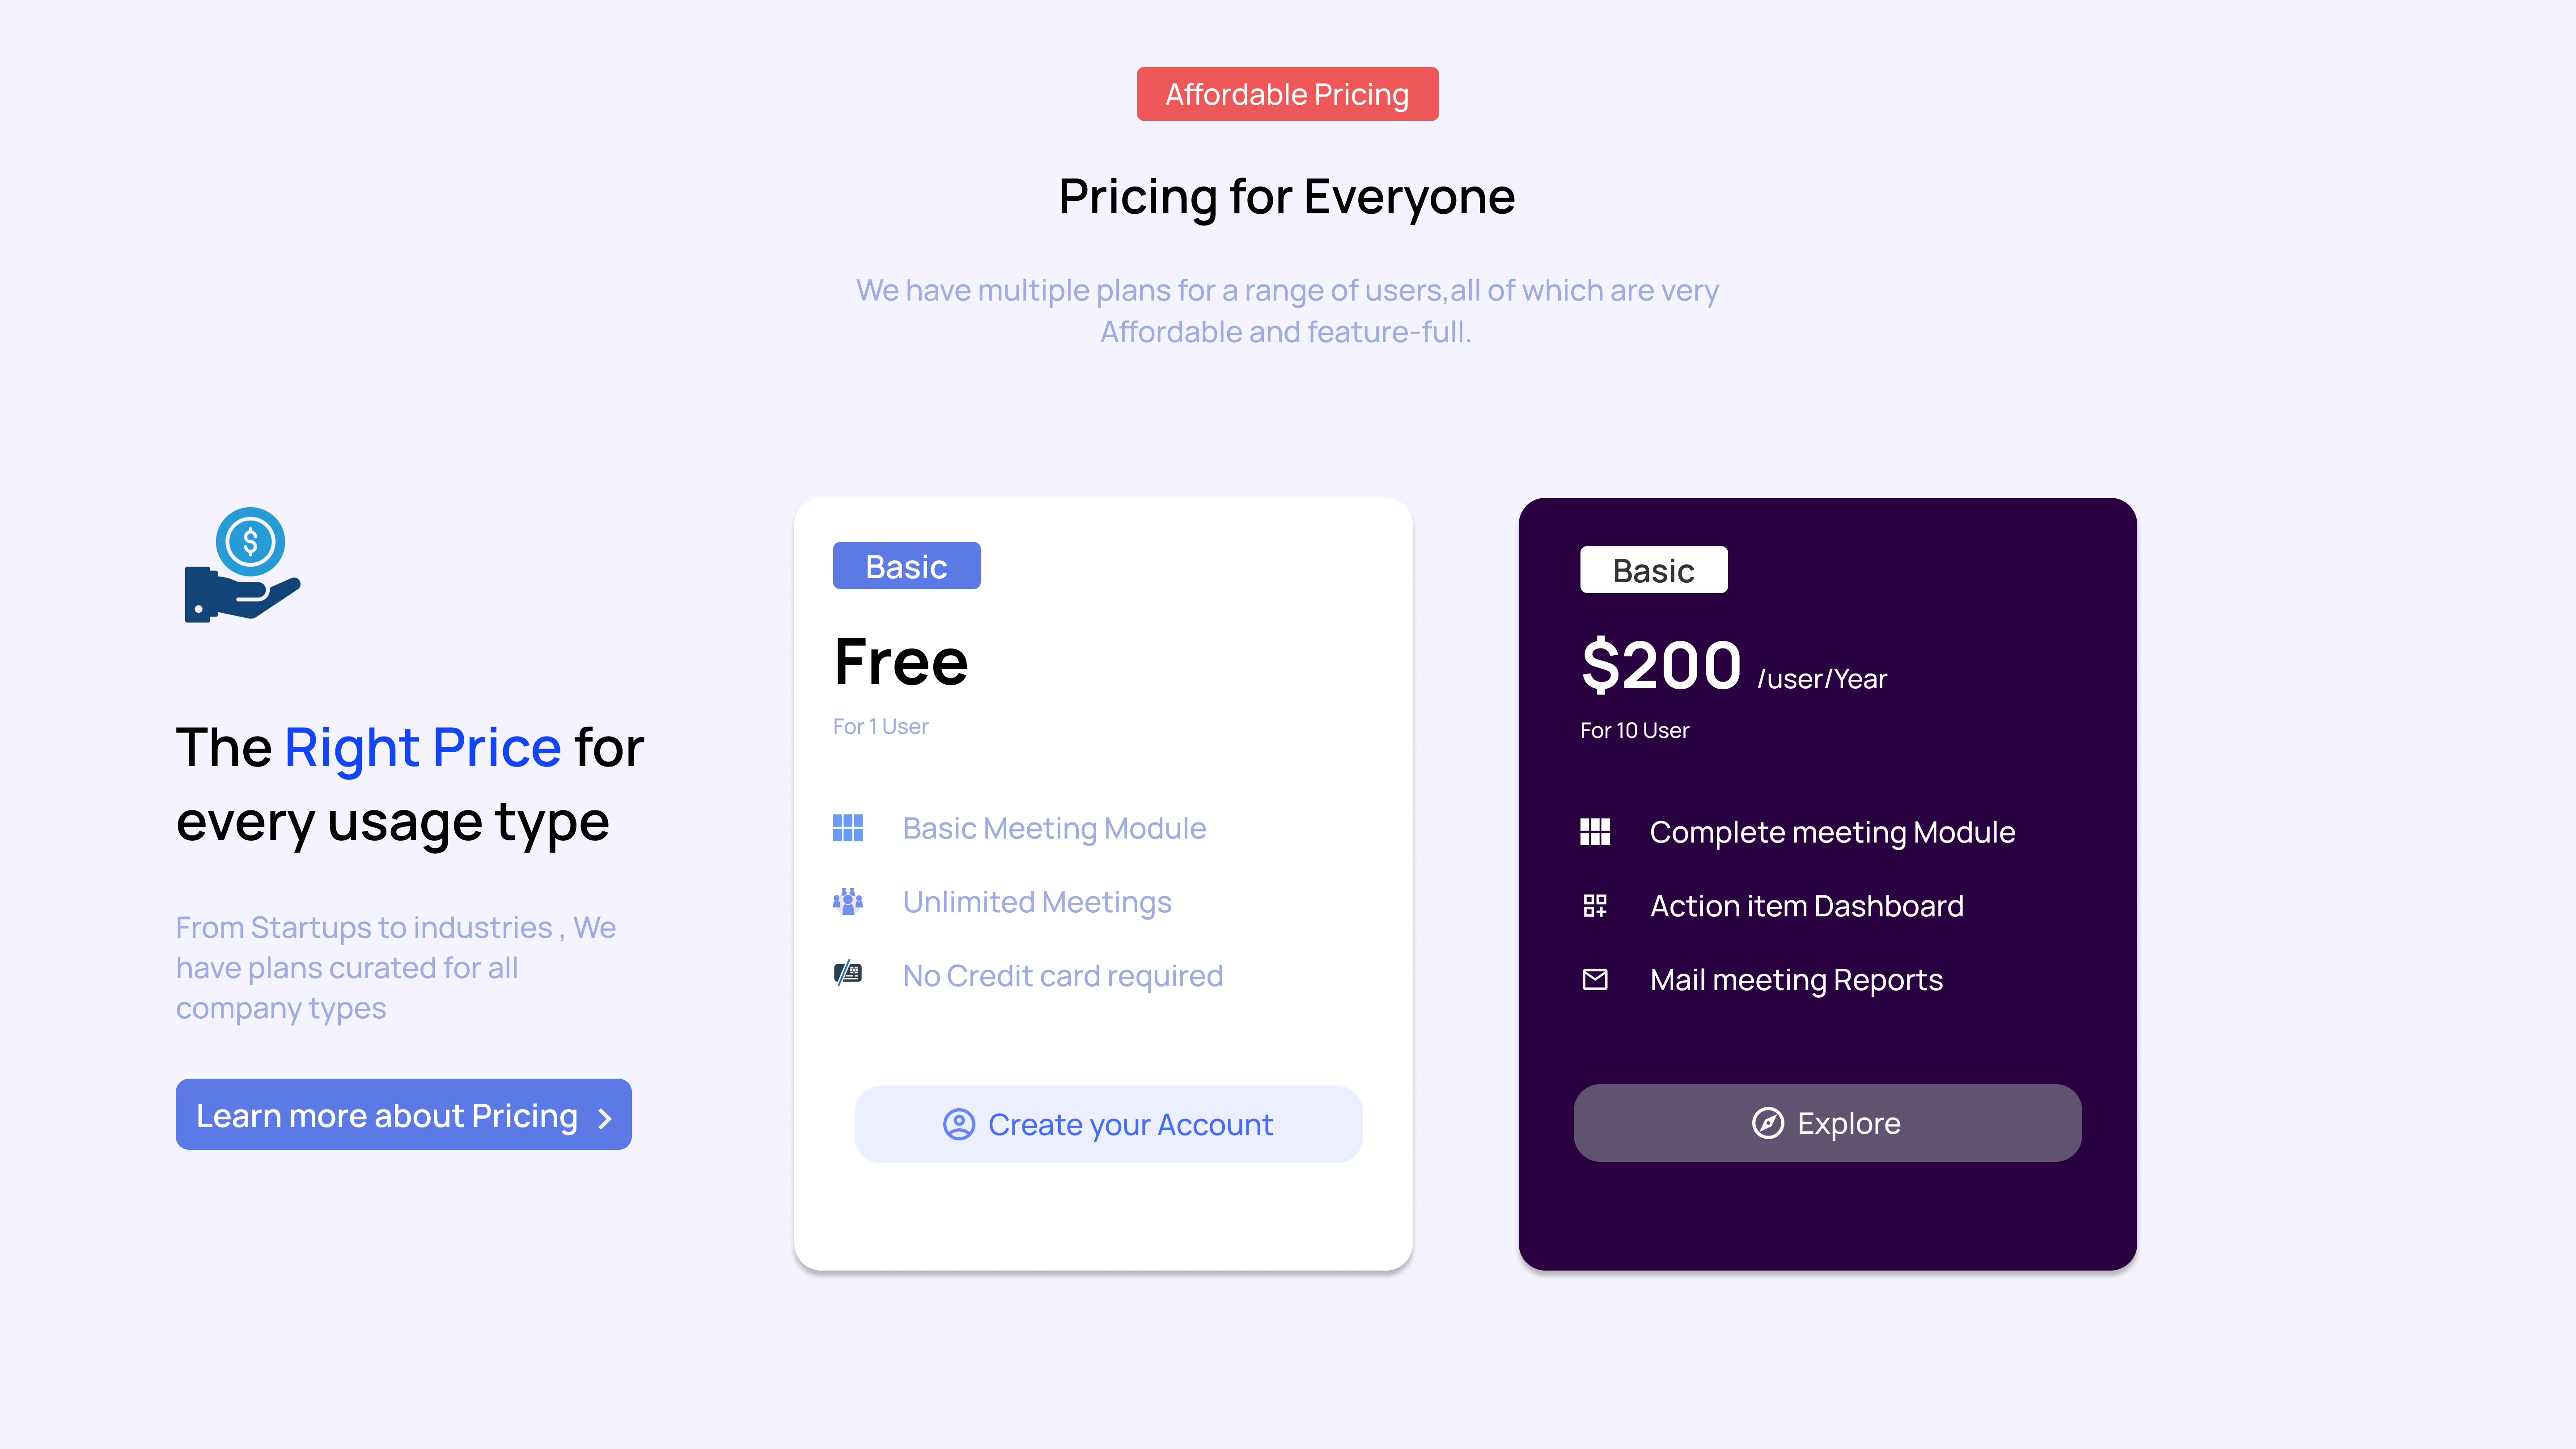 Affordable Pricing
Pricing for Everyone
We have multiple plans for a range of users,all of which are very
Affordable and feature-full.
The Right Price for
every usage type
From Startups to industries , We
have plans curated for all
company types
Learn more about Pricing
Basic
Free
For 1 User
Basic Meeting Module
Unlimited Meetings
No Credit card required
Create your Account
Basic
$200 /user/Year
For 10 User
Complete meeting Module
Action item Dashboard
Mail meeting Reports
Explore